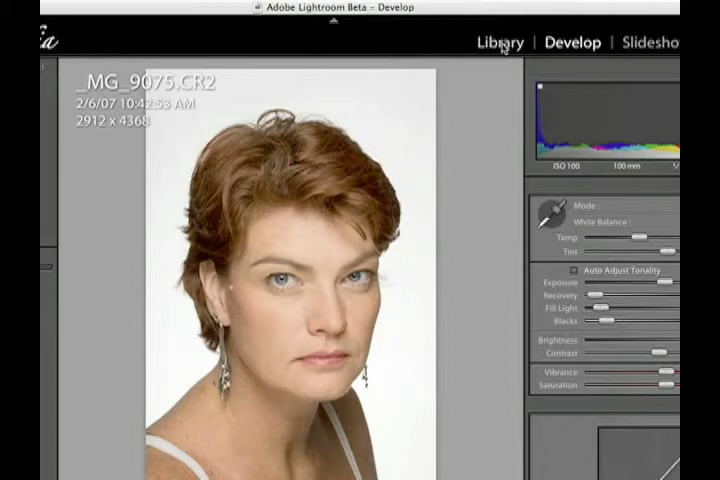 Adobe Lightroom Beta - Develop
ia
Library | Develop | Slidesho
_MG_9075.CR2
2/6/07 10:42:53 AM
2912 x 4368
ISO 100 100 mm 1/
Mode :
White Balance :
Temp
Tint
Auto Adjust Tonality
Exposure
Recovery
Fill Light
Blacks
Brightness
Contrast
Vibrance
Saturation